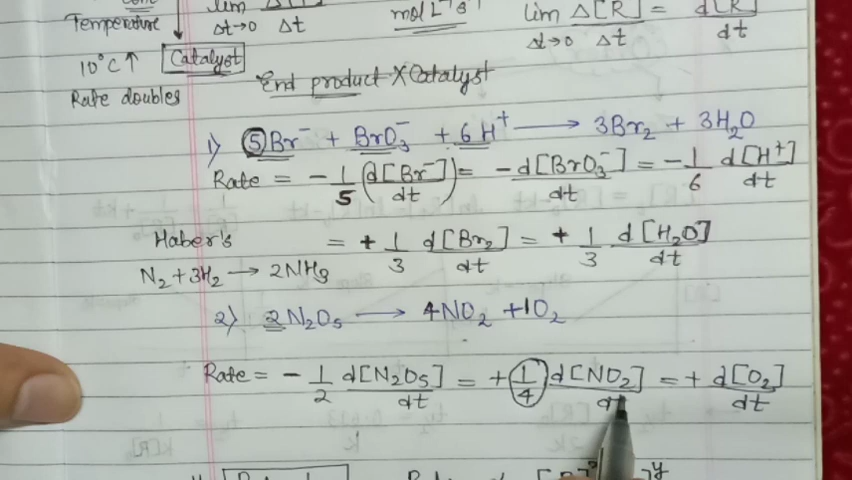 Temperature
10°C ↑ Catalyst
Rate doubles
lim
Δt→0 Δt
mol L⁻¹ s⁻¹
lim Δ[R] = d[R]
Δt→0 Δt dt
End product X Catalyst
1) 5Br⁻ + BrO₃⁻ + 6H⁺ → 3Br₂ + 3H₂O
Rate = -1/5 (d[Br⁻]/dt) = -d[BrO₃⁻]/dt = -1/6 d[H⁺]/dt
= +1/3 d[Br₂]/dt = +1/3 d[H₂O]/dt
Haber's
N₂ + 3H₂ → 2NH₃
2) 2N₂O₅ → 4NO₂ + 1O₂
Rate = -1/2 d[N₂O₅]/dt = +1/4 d[NO₂]/dt = + d[O₂]/dt